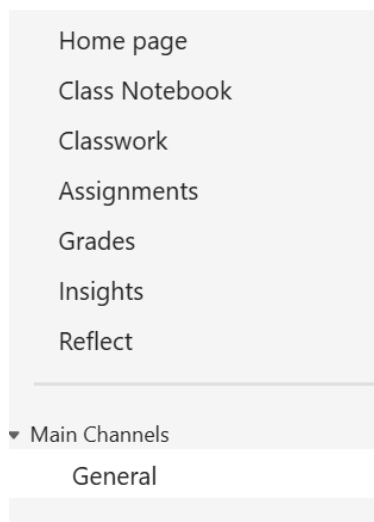 Home page
Class Notebook
Classwork
Assignments
Grades
Insights
Reflect
Main Channels
General